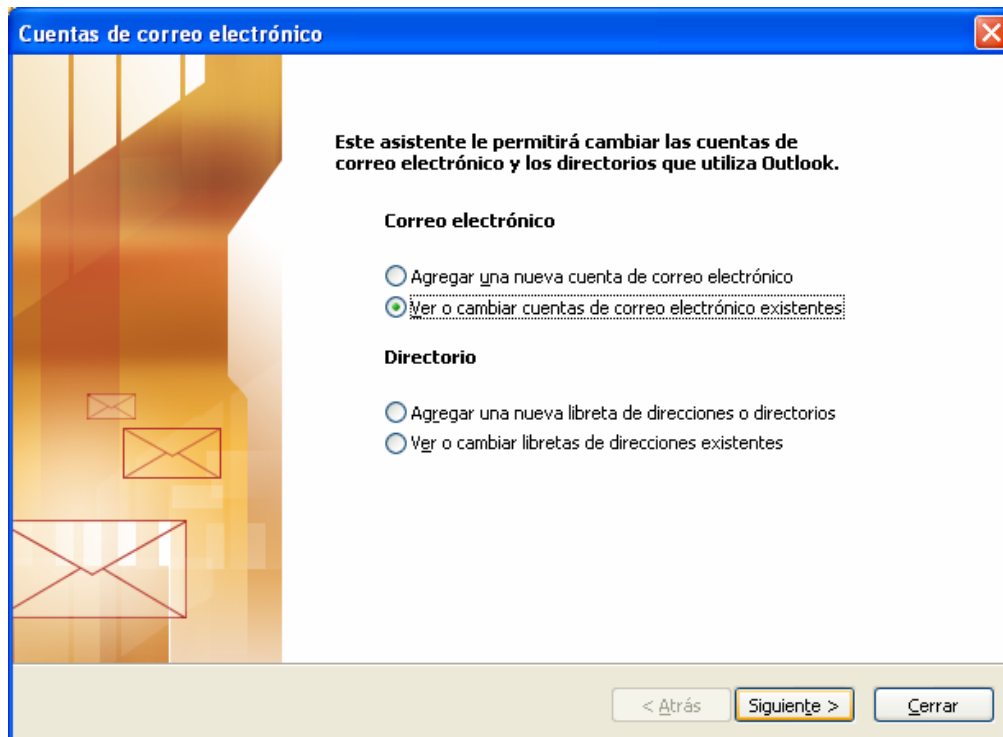 Cuentas de correo electrónico
Este asistente le permitirá cambiar las cuentas de
correo electrónico y los directorios que utiliza Outlook.
Correo electrónico
Agregar una nueva cuenta de correo electrónico
Ver o cambiar cuentas de correo electrónico existentes
Directorio
Agregar una nueva libreta de direcciones o directorios
Ver o cambiar libretas de direcciones existentes
< Atrás Siguiente > Cerrar